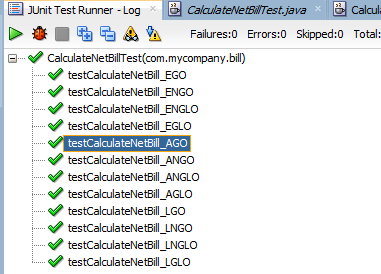 JUnit Test Runner - Log
CalculateNetBillTest.java
Calcula
Failures:0 Errors:0 Skipped:0 Total:
CalculateNetBillTest(com.mycompany.bill)
testCalculateNetBill_EGO
testCalculateNetBill_ENGO
testCalculateNetBill_ENGLO
testCalculateNetBill_EGLO
testCalculateNetBill_AGO
testCalculateNetBill_ANGO
testCalculateNetBill_ANGLO
testCalculateNetBill_AGLO
testCalculateNetBill_LGO
testCalculateNetBill_LNGO
testCalculateNetBill_LNGLO
testCalculateNetBill_LGLO